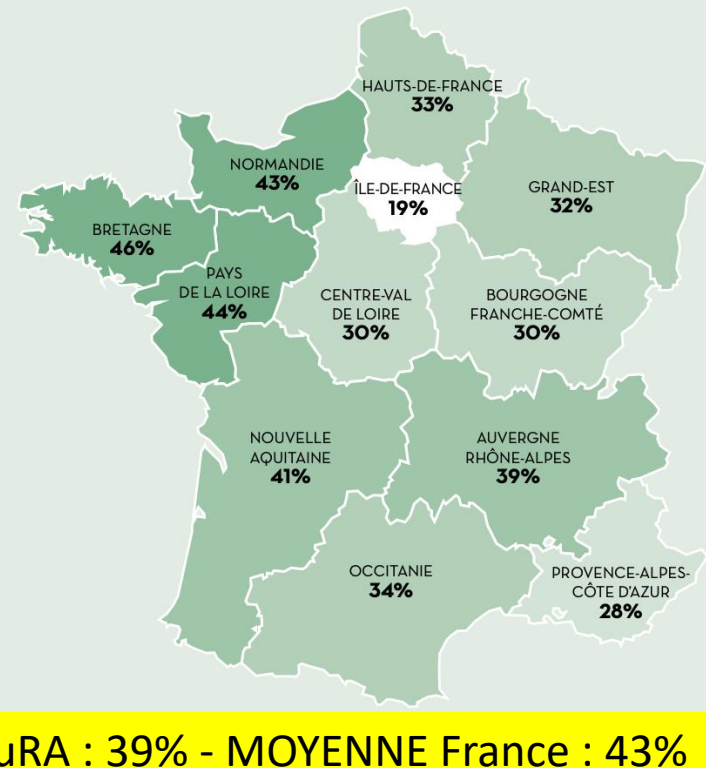 HAUTS-DE-FRANCE
33%
NORMANDIE
43%
ÎLE-DE-FRANCE
19%
GRAND-EST
32%
BRETAGNE
46%
PAYS
DE LA LOIRE
44%
CENTRE-VAL
DE LOIRE
30%
BOURGOGNE
FRANCHE-COMTÉ
30%
NOUVELLE
AQUITAINE
41%
AUVERGNE
RHÔNE-ALPES
39%
OCCITANIE
34%
PROVENCE-ALPES-
CÔTE D'AZUR
28%
uRA : 39% - MOYENNE France : 43%